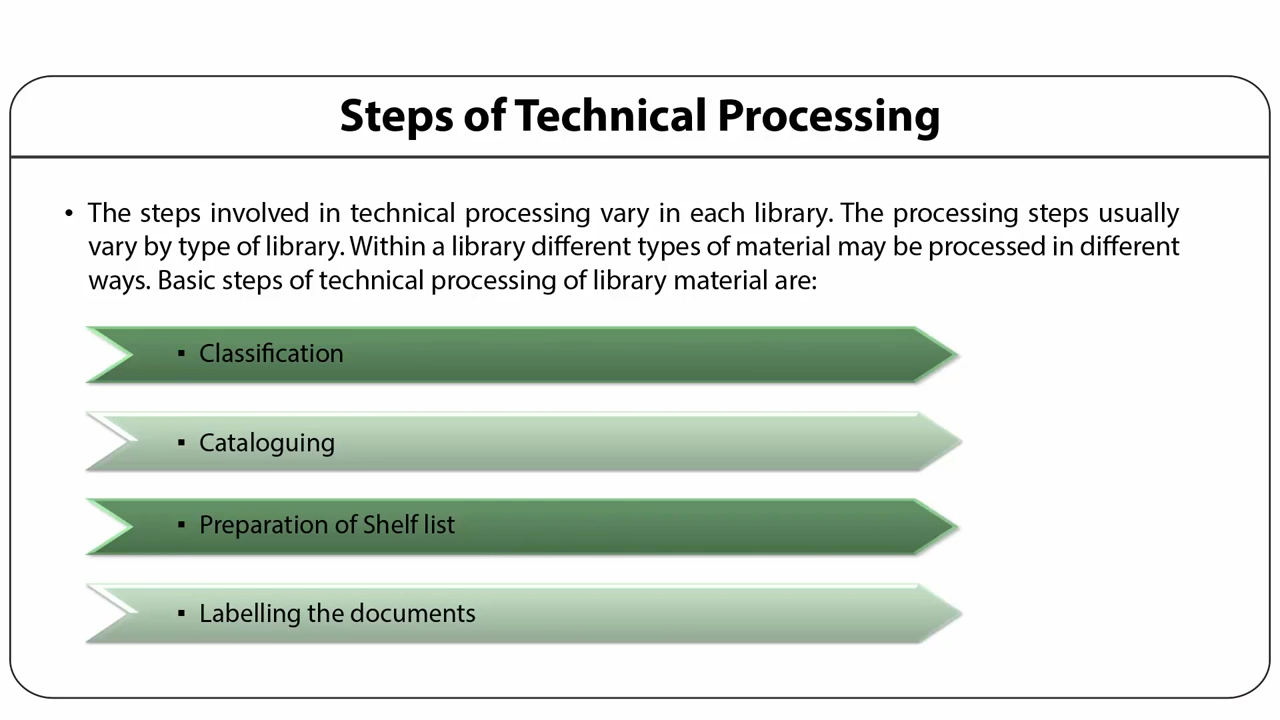 Steps of Technical Processing
• The steps involved in technical processing vary in each library. The processing steps usually
vary by type of library. Within a library different types of material may be processed in different
ways. Basic steps of technical processing of library material are:
▪ Classification
▪ Cataloguing
▪ Preparation of Shelf list
▪ Labelling the documents